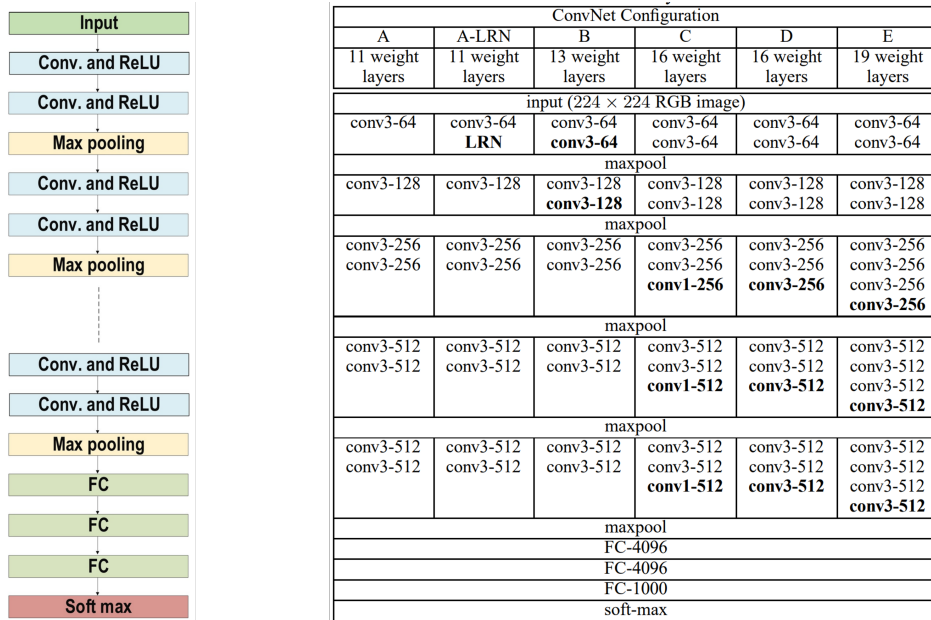 Input
Conv. and ReLU
Conv. and ReLU
Max pooling
Conv. and ReLU
Conv. and ReLU
Max pooling
Conv. and ReLU
Conv. and ReLU
Max pooling
FC
FC
FC
Soft max
ConvNet Configuration
A A-LRN B C D E
11 weight 11 weight 13 weight 16 weight 16 weight 19 weight
layers layers layers layers layers layers
input (224 × 224 RGB image)
conv3-64 conv3-64 conv3-64 conv3-64 conv3-64 conv3-64
LRN conv3-64 conv3-64 conv3-64 conv3-64
maxpool
conv3-128 conv3-128 conv3-128 conv3-128 conv3-128 conv3-128
conv3-128 conv3-128 conv3-128 conv3-128
maxpool
conv3-256 conv3-256 conv3-256 conv3-256 conv3-256 conv3-256
conv3-256 conv3-256 conv3-256 conv3-256 conv3-256 conv3-256
conv1-256 conv3-256 conv3-256
conv3-256
maxpool
conv3-512 conv3-512 conv3-512 conv3-512 conv3-512 conv3-512
conv3-512 conv3-512 conv3-512 conv3-512 conv3-512 conv3-512
conv1-512 conv3-512 conv3-512
conv3-512
maxpool
conv3-512 conv3-512 conv3-512 conv3-512 conv3-512 conv3-512
conv3-512 conv3-512 conv3-512 conv3-512 conv3-512 conv3-512
conv1-512 conv3-512 conv3-512
conv3-512
maxpool
FC-4096
FC-4096
FC-1000
soft-max